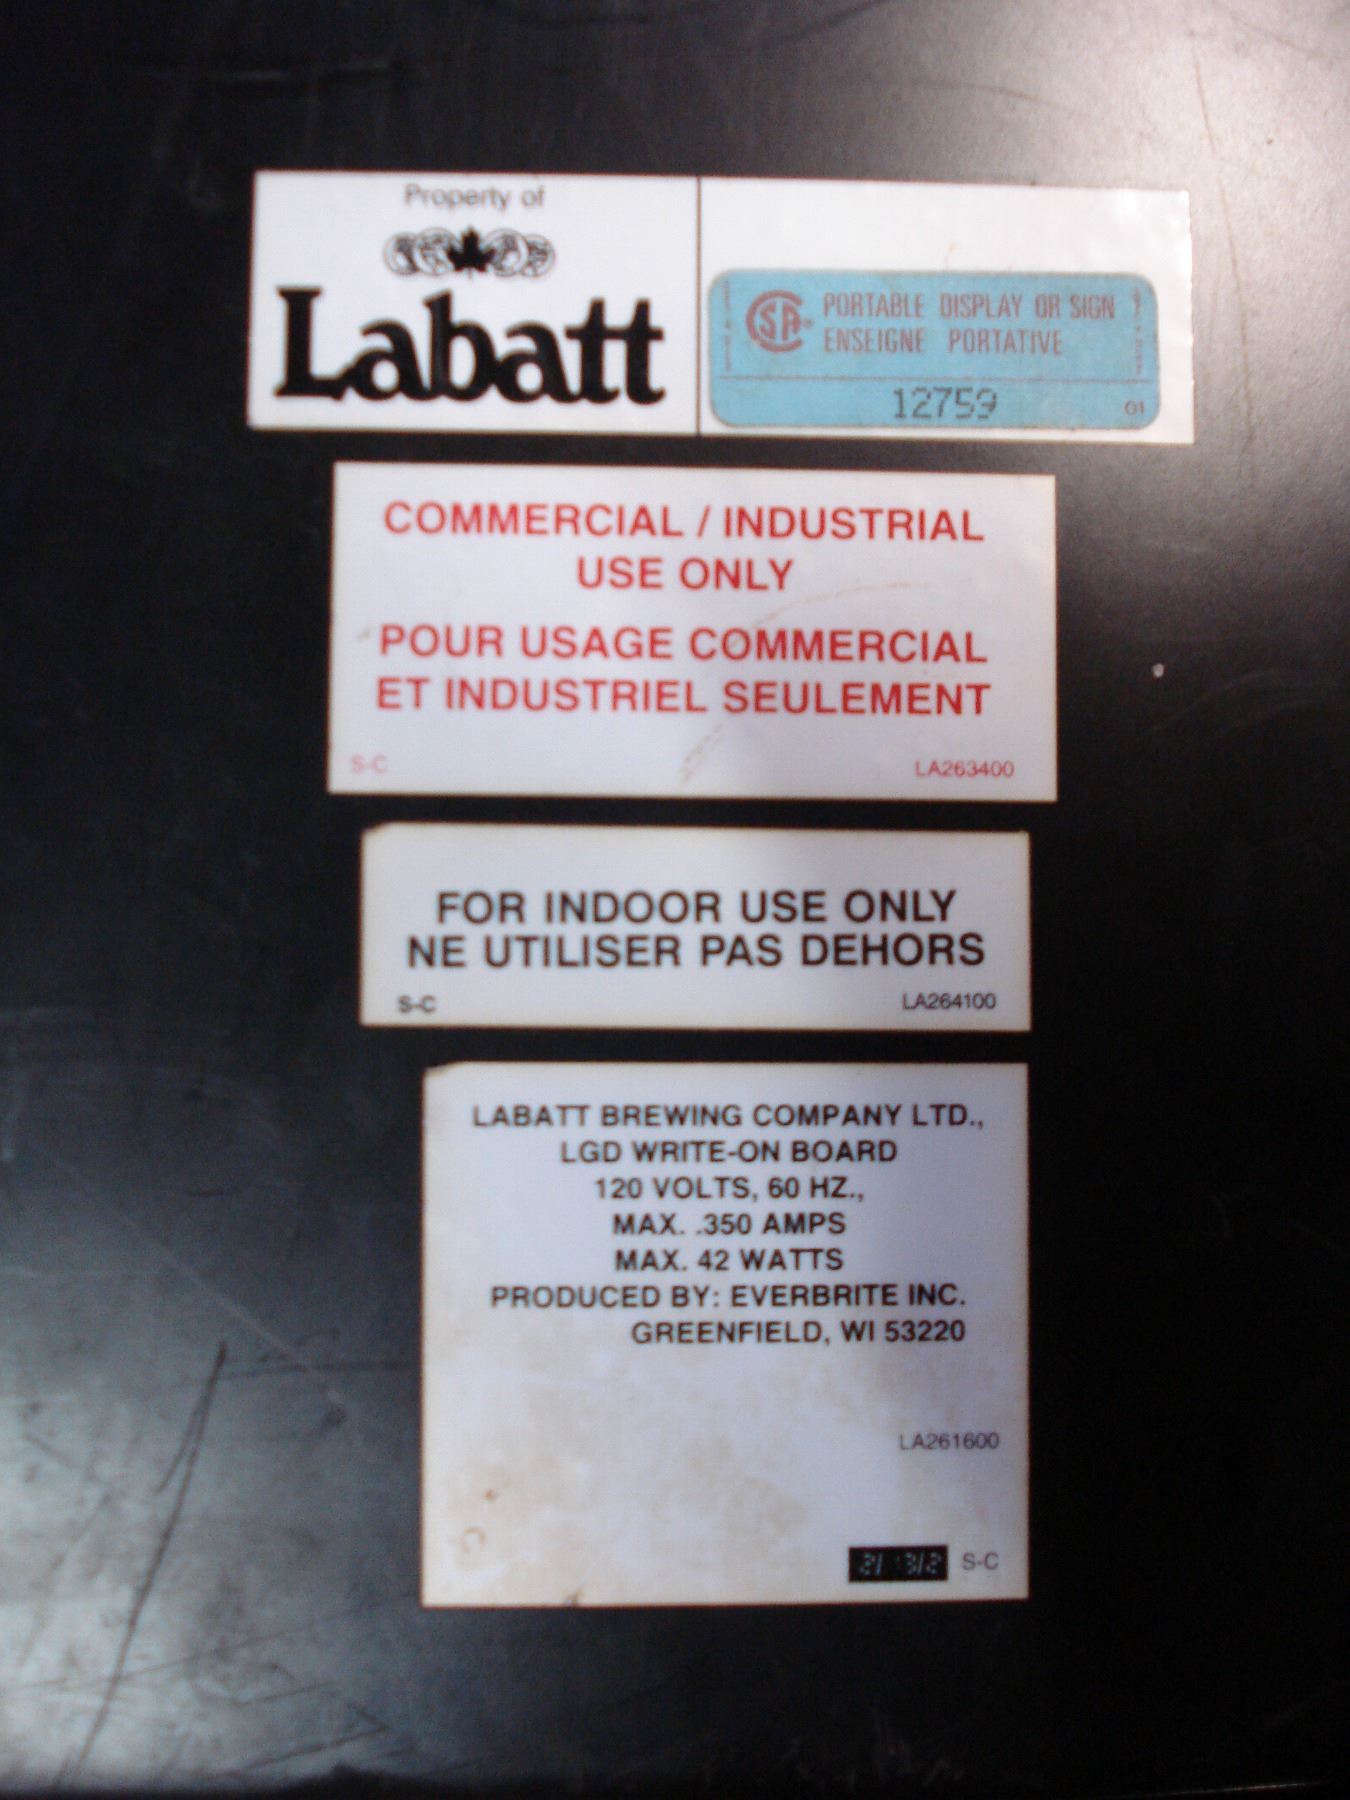 Property of
Labatt
CSA
PORTABLE DISPLAY OR SIGN
ENSEIGNE PORTATIVE
12759
01
COMMERCIAL / INDUSTRIAL
USE ONLY
POUR USAGE COMMERCIAL
ET INDUSTRIEL SEULEMENT
S-C LA263400
FOR INDOOR USE ONLY
NE UTILISER PAS DEHORS
S-C LA264100
LABATT BREWING COMPANY LTD.,
LGD WRITE-ON BOARD
120 VOLTS, 60 HZ.,
MAX. .350 AMPS
MAX. 42 WATTS
PRODUCED BY: EVERBRITE INC.
GREENFIELD, WI 53220
LA261600
S-C